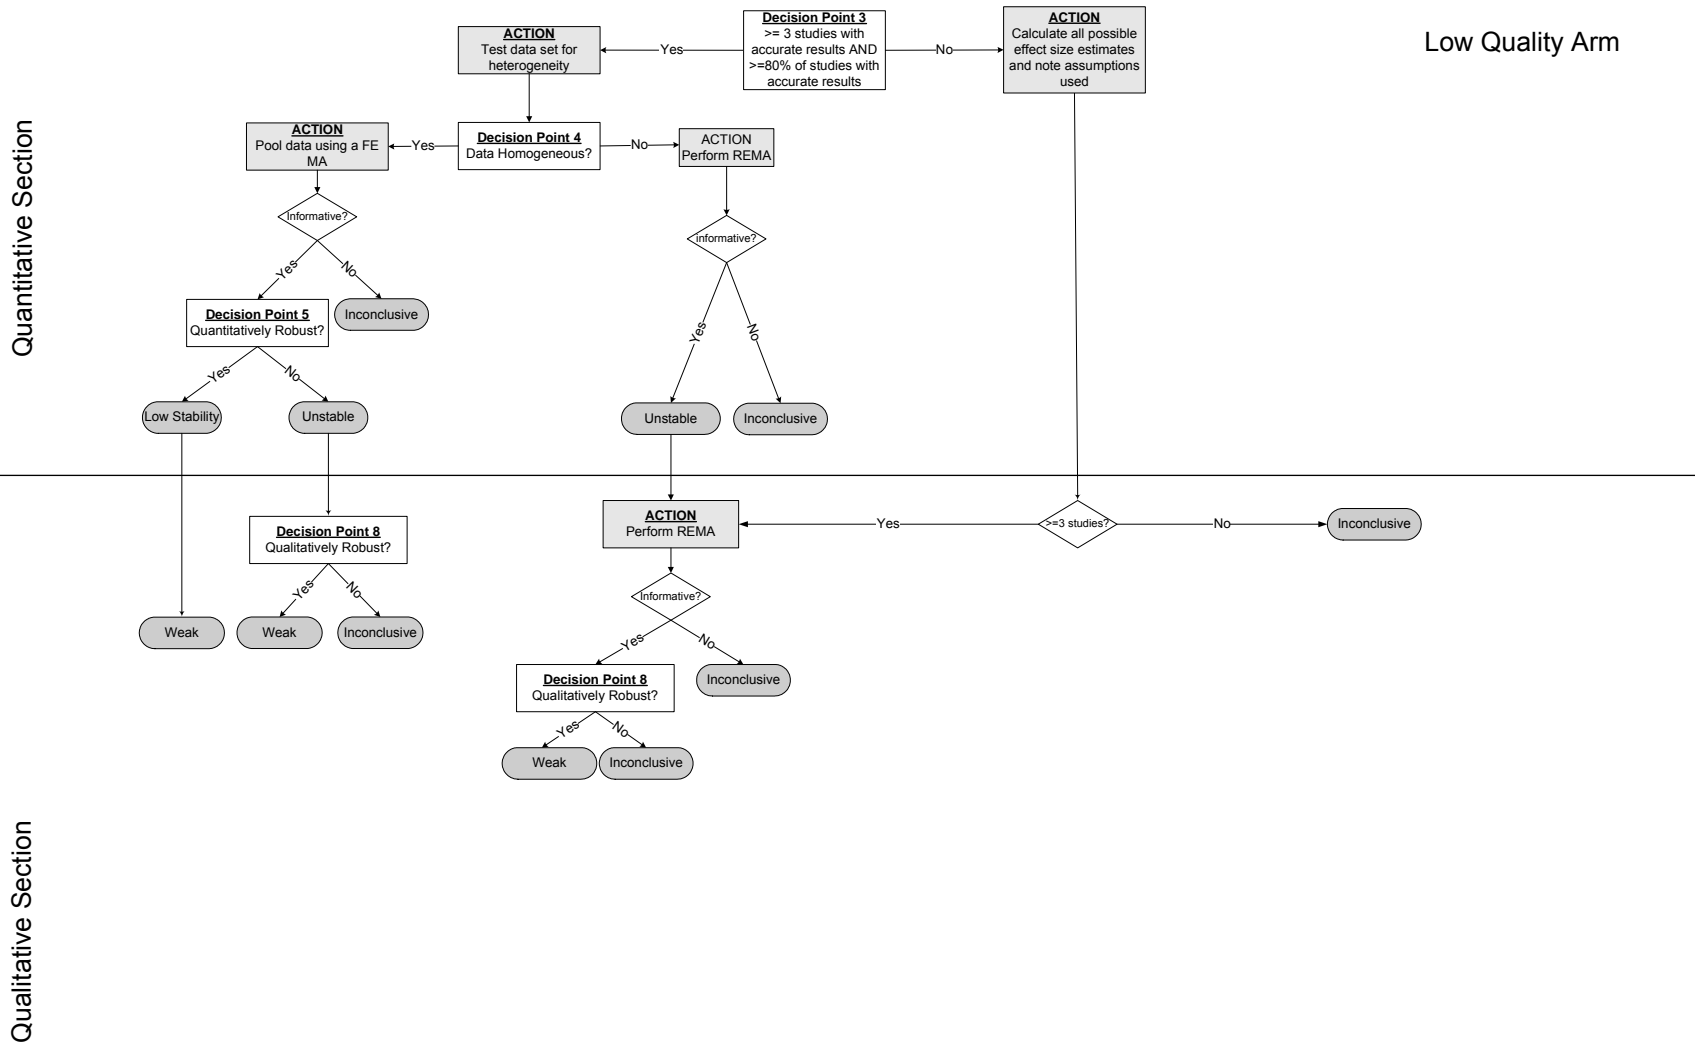 Low Quality Arm
Quantitative Section
Decision Point 3
>= 3 studies with
accurate results AND
>=80% of studies with
accurate results
Yes
No
ACTION
Test data set for
heterogeneity
ACTION
Calculate all possible
effect size estimates
and note assumptions
used
Decision Point 4
Data Homogeneous?
Yes
No
ACTION
Pool data using a FE
MA
ACTION
Perform REMA
Informative?
Yes
No
informative?
Yes
No
Decision Point 5
Quantitatively Robust?
Inconclusive
Yes
No
Low Stability
Unstable
Unstable
Inconclusive
Qualitative Section
Decision Point 8
Qualitatively Robust?
Yes
No
Weak
Weak
Inconclusive
ACTION
Perform REMA
Yes
>=3 studies?
No
Inconclusive
Informative?
Yes
No
Decision Point 8
Qualitatively Robust?
Inconclusive
Yes
No
Weak
Inconclusive